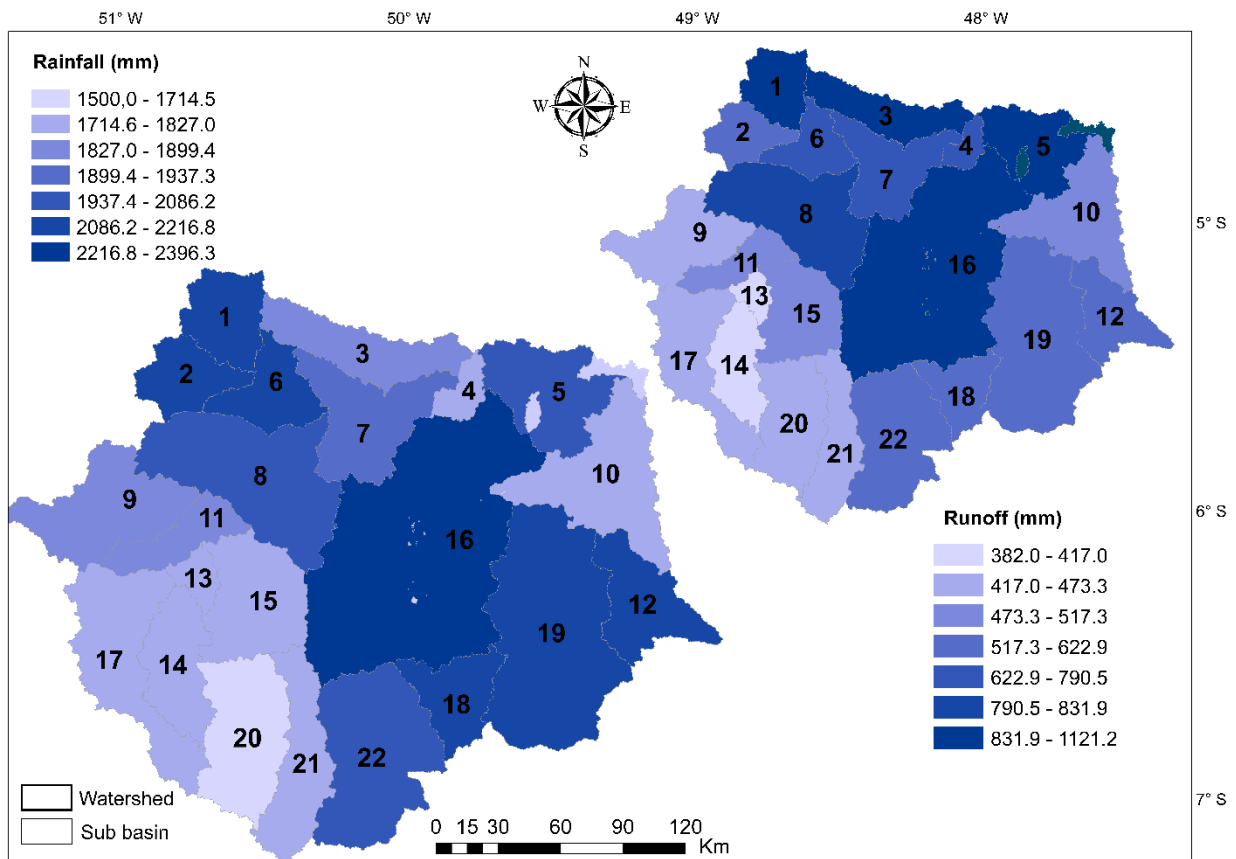 51° W 50° W 49° W 48° W
Rainfall (mm)
1500,0 - 1714.5
1714.6 - 1827.0
1827.0 - 1899.4
1899.4 - 1937.3
1937.4 - 2086.2
2086.2 - 2216.8
2216.8 - 2396.3
N
W E
S
1
2
3
4
5
6
7
8
9
10
11
12
13
14
15
16
17
18
19
20
21
22
5° S
6° S
7° S
1
2
3
4
5
6
7
8
9
10
11
12
13
14
15
16
17
18
19
20
21
22
Runoff (mm)
382.0 - 417.0
417.0 - 473.3
473.3 - 517.3
517.3 - 622.9
622.9 - 790.5
790.5 - 831.9
831.9 - 1121.2
Watershed
Sub basin
0 15 30 60 90 120
Km